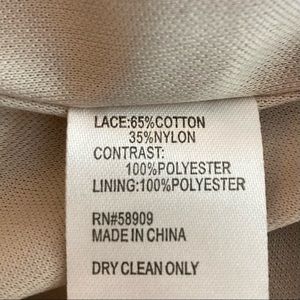 LACE:65%COTTON
35%NYLON
CONTRAST:
100%POLYESTER
LINING:100%POLYESTER
RN#58909
MADE IN CHINA
DRY CLEAN ONLY